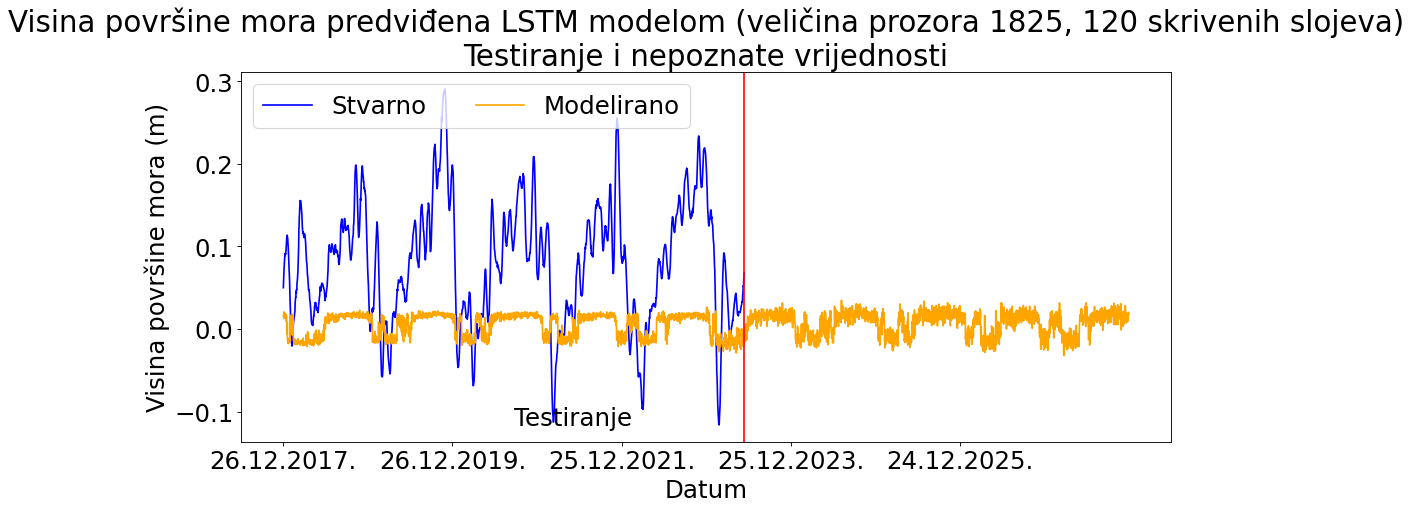 Visina površine mora predviđena LSTM modelom (veličina prozora 1825, 120 skrivenih slojeva)
Testiranje i nepoznate vrijednosti
Stvarno Modelirano
Visina površine mora (m)
0.3
0.2
0.1
0.0
−0.1
Testiranje
26.12.2017. 26.12.2019. 25.12.2021. 25.12.2023. 24.12.2025.
Datum